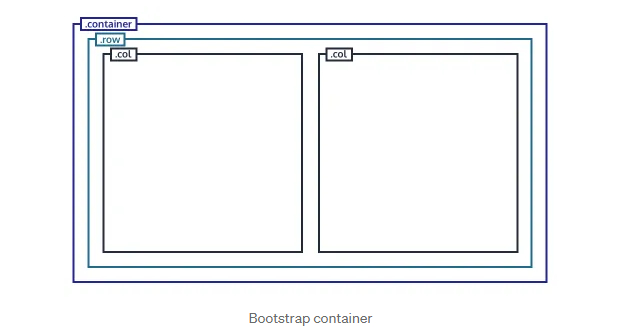 .container
.row
.col
.col
Bootstrap container